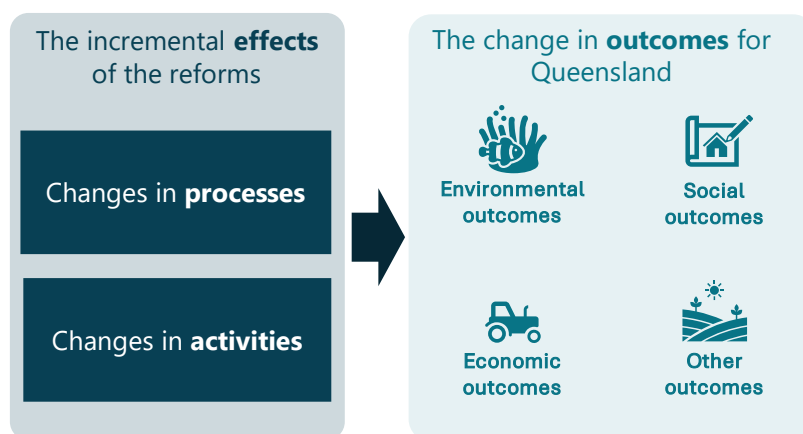 The incremental effects
of the reforms
Changes in processes
Changes in activities
The change in outcomes for
Queensland
Environmental
outcomes
Social
outcomes
Economic
outcomes
Other
outcomes